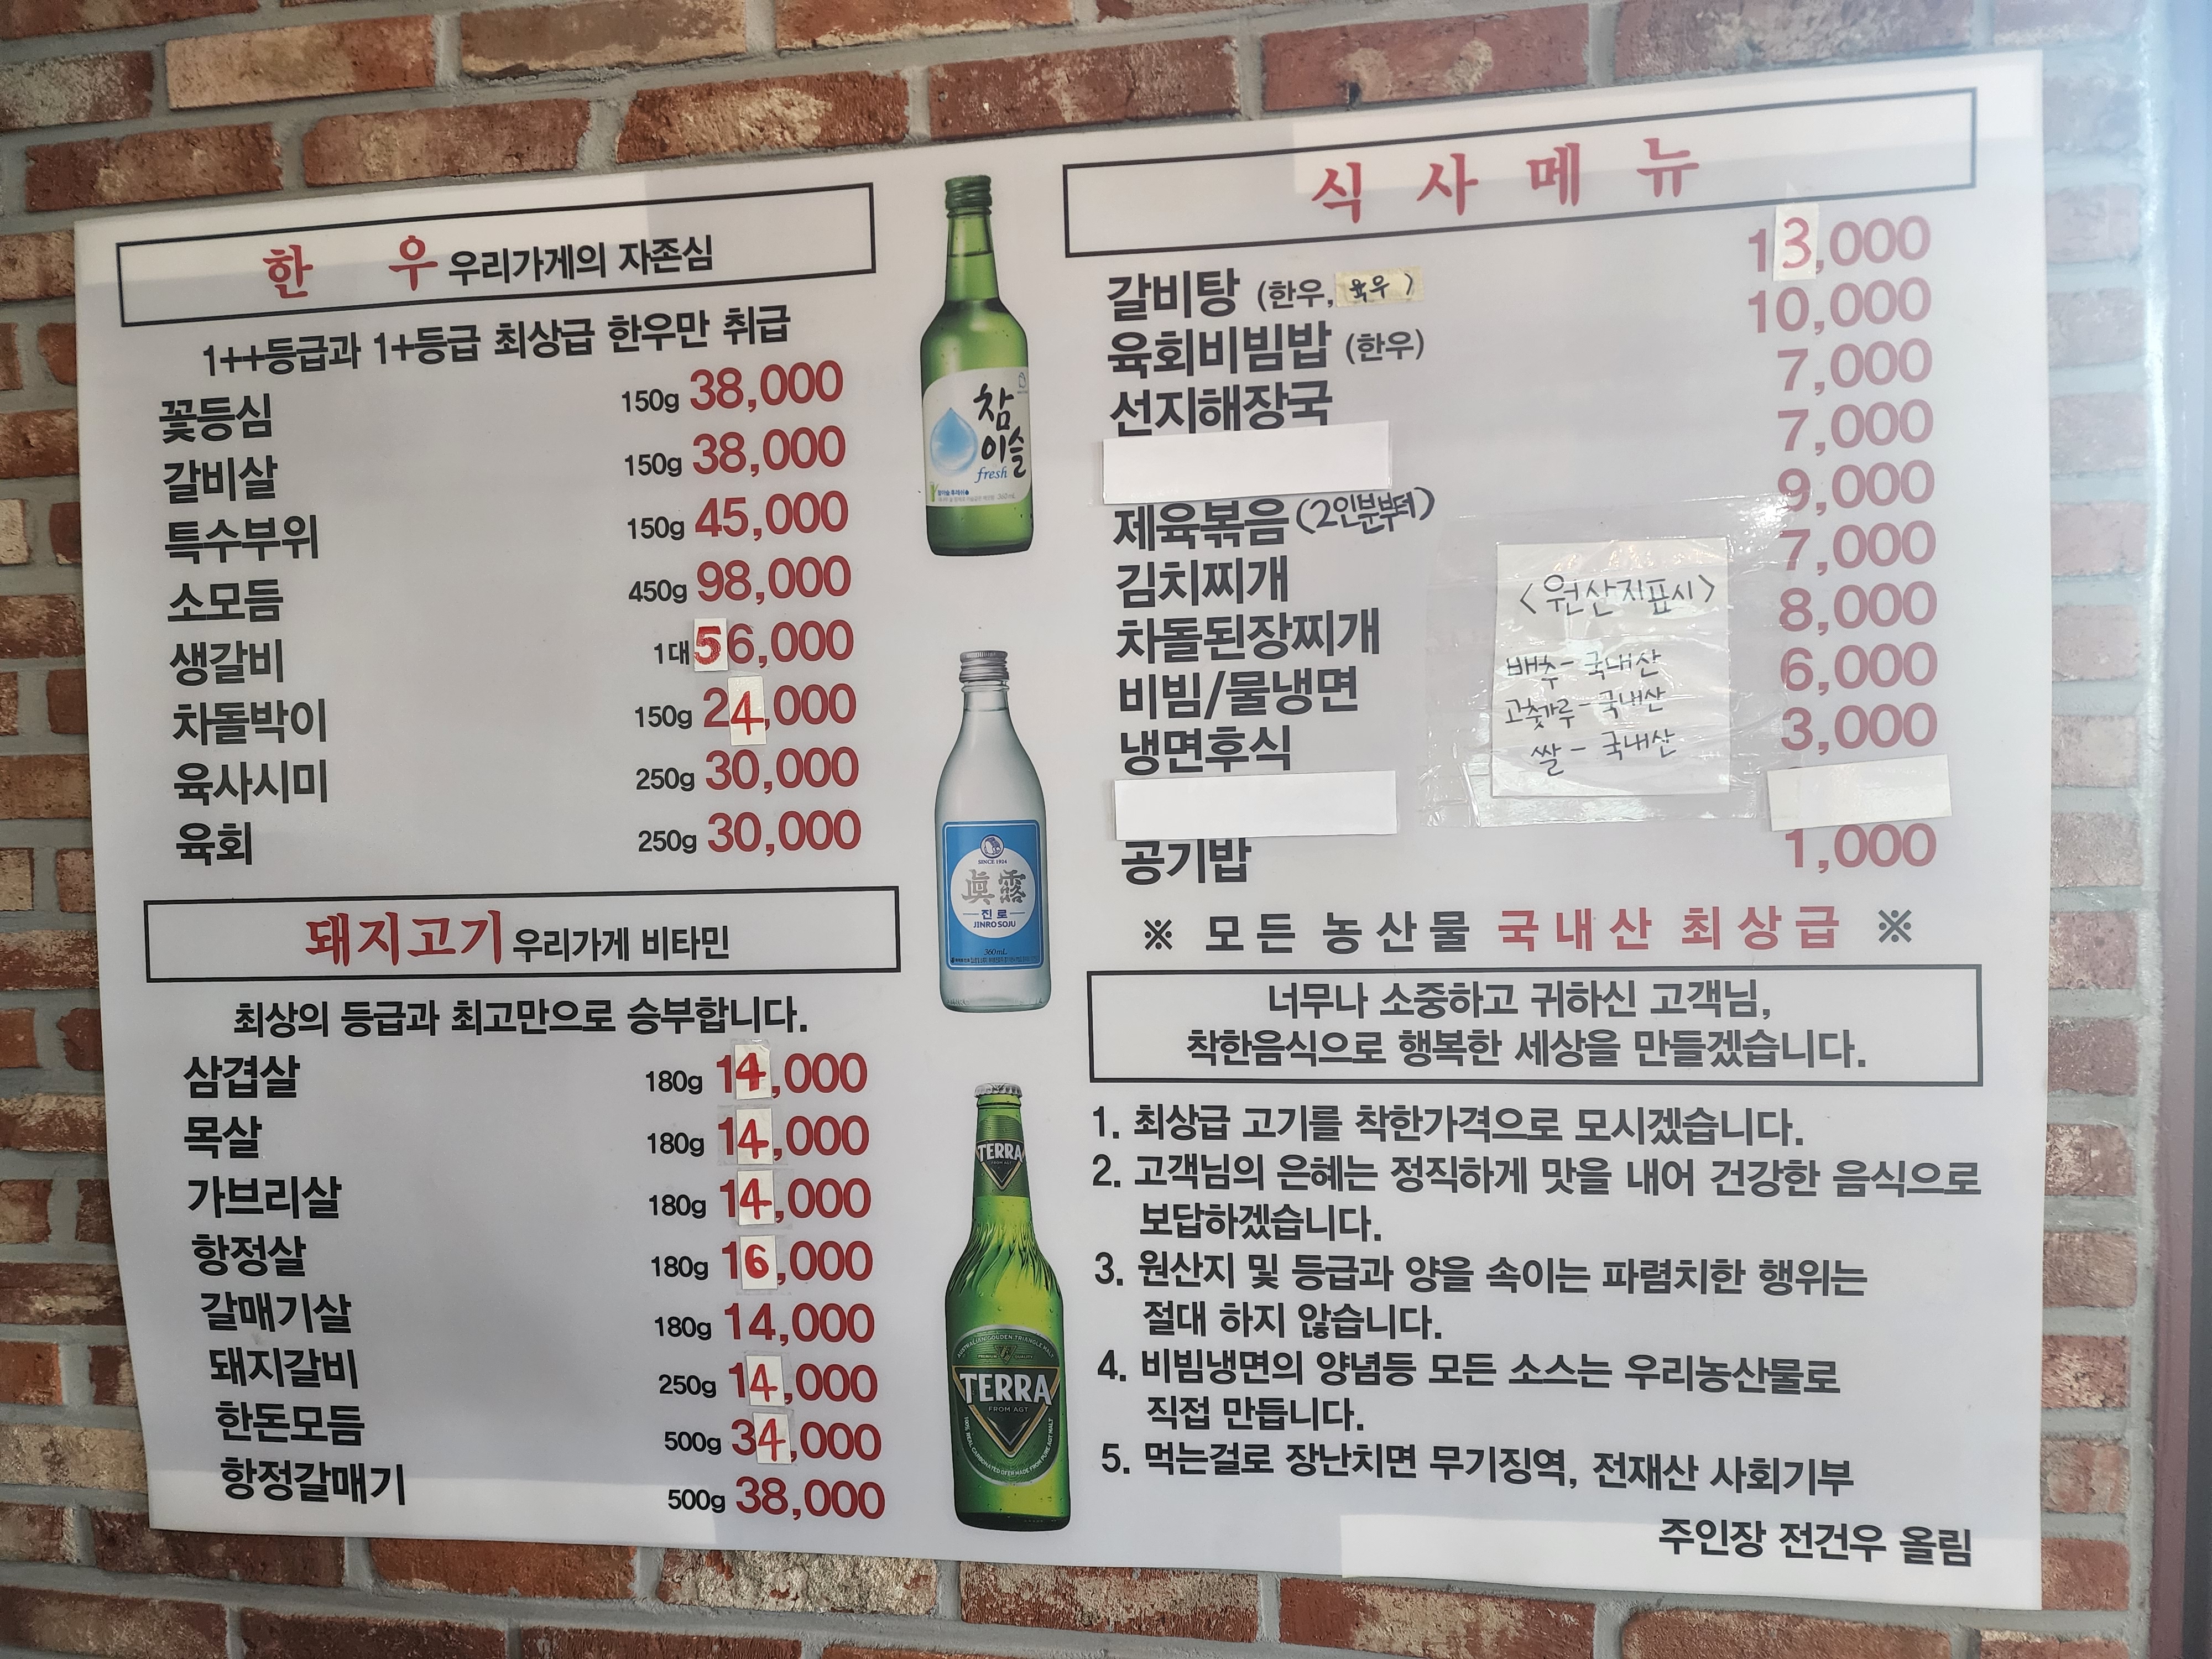 한 우 우리가게의 자존심
1++등급과 1+등급 최상급 한우만 취급
꽃등심 150g 38,000
갈비살 150g 38,000
특수부위 150g 45,000
소모듬 450g 98,000
생갈비 1대 56,000
차돌박이 150g 24,000
육사시미 250g 30,000
육회 250g 30,000
돼지고기 우리가게 비타민
최상의 등급과 최고만으로 승부합니다.
삼겹살 180g 14,000
목살 180g 14,000
가브리살 180g 14,000
항정살 180g 16,000
갈매기살 180g 14,000
돼지갈비 250g 14,000
한돈모듬 500g 34,000
항정갈매기 500g 38,000
참
이슬
fresh
SINCE 1924
眞露
진로
JINRO SOJU
360mL
TERRA
FROM AGT
AUSTRALIAN GOLDEN TRIANGLE MALT
TERRA
FROM AGT
식 사 메 뉴
갈비탕 (한우, 육우) 13,000
육회비빔밥 (한우) 10,000
선지해장국 7,000
7,000
제육볶음 (2인분부터) 9,000
김치찌개 7,000
차돌된장찌개 8,000
비빔/물냉면 6,000
냉면후식 3,000
공기밥 1,000
<원산지표시>
배추 - 국내산
고춧가루 - 국내산
쌀 - 국내산
※ 모든 농산물 국내산 최상급 ※
너무나 소중하고 귀하신 고객님,
착한음식으로 행복한 세상을 만들겠습니다.
1. 최상급 고기를 착한가격으로 모시겠습니다.
2. 고객님의 은혜는 정직하게 맛을 내어 건강한 음식으로
보답하겠습니다.
3. 원산지 및 등급과 양을 속이는 파렴치한 행위는
절대 하지 않습니다.
4. 비빔냉면의 양념등 모든 소스는 우리농산물로
직접 만듭니다.
5. 먹는걸로 장난치면 무기징역, 전재산 사회기부
주인장 전건우 올림